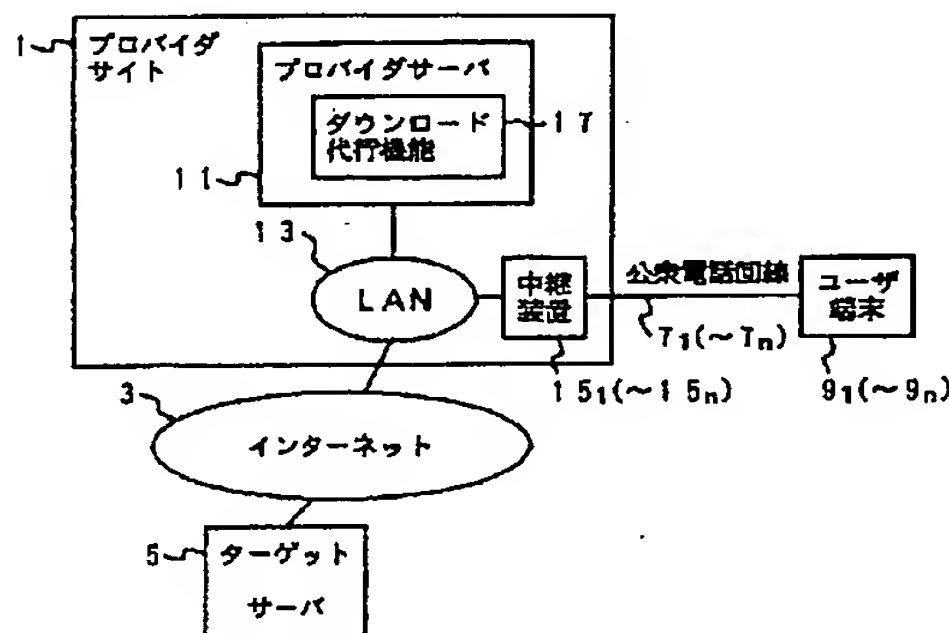 1
プロバイダ
サイト
プロバイダサーバ
ダウンロード
代行機能
17
11
13
LAN
中継
装置
公衆電話回線
ユーザ
端末
7₁(~7ₙ)
15₁(~15ₙ)
9₁(~9ₙ)
3
インターネット
5
ターゲット
サーバ